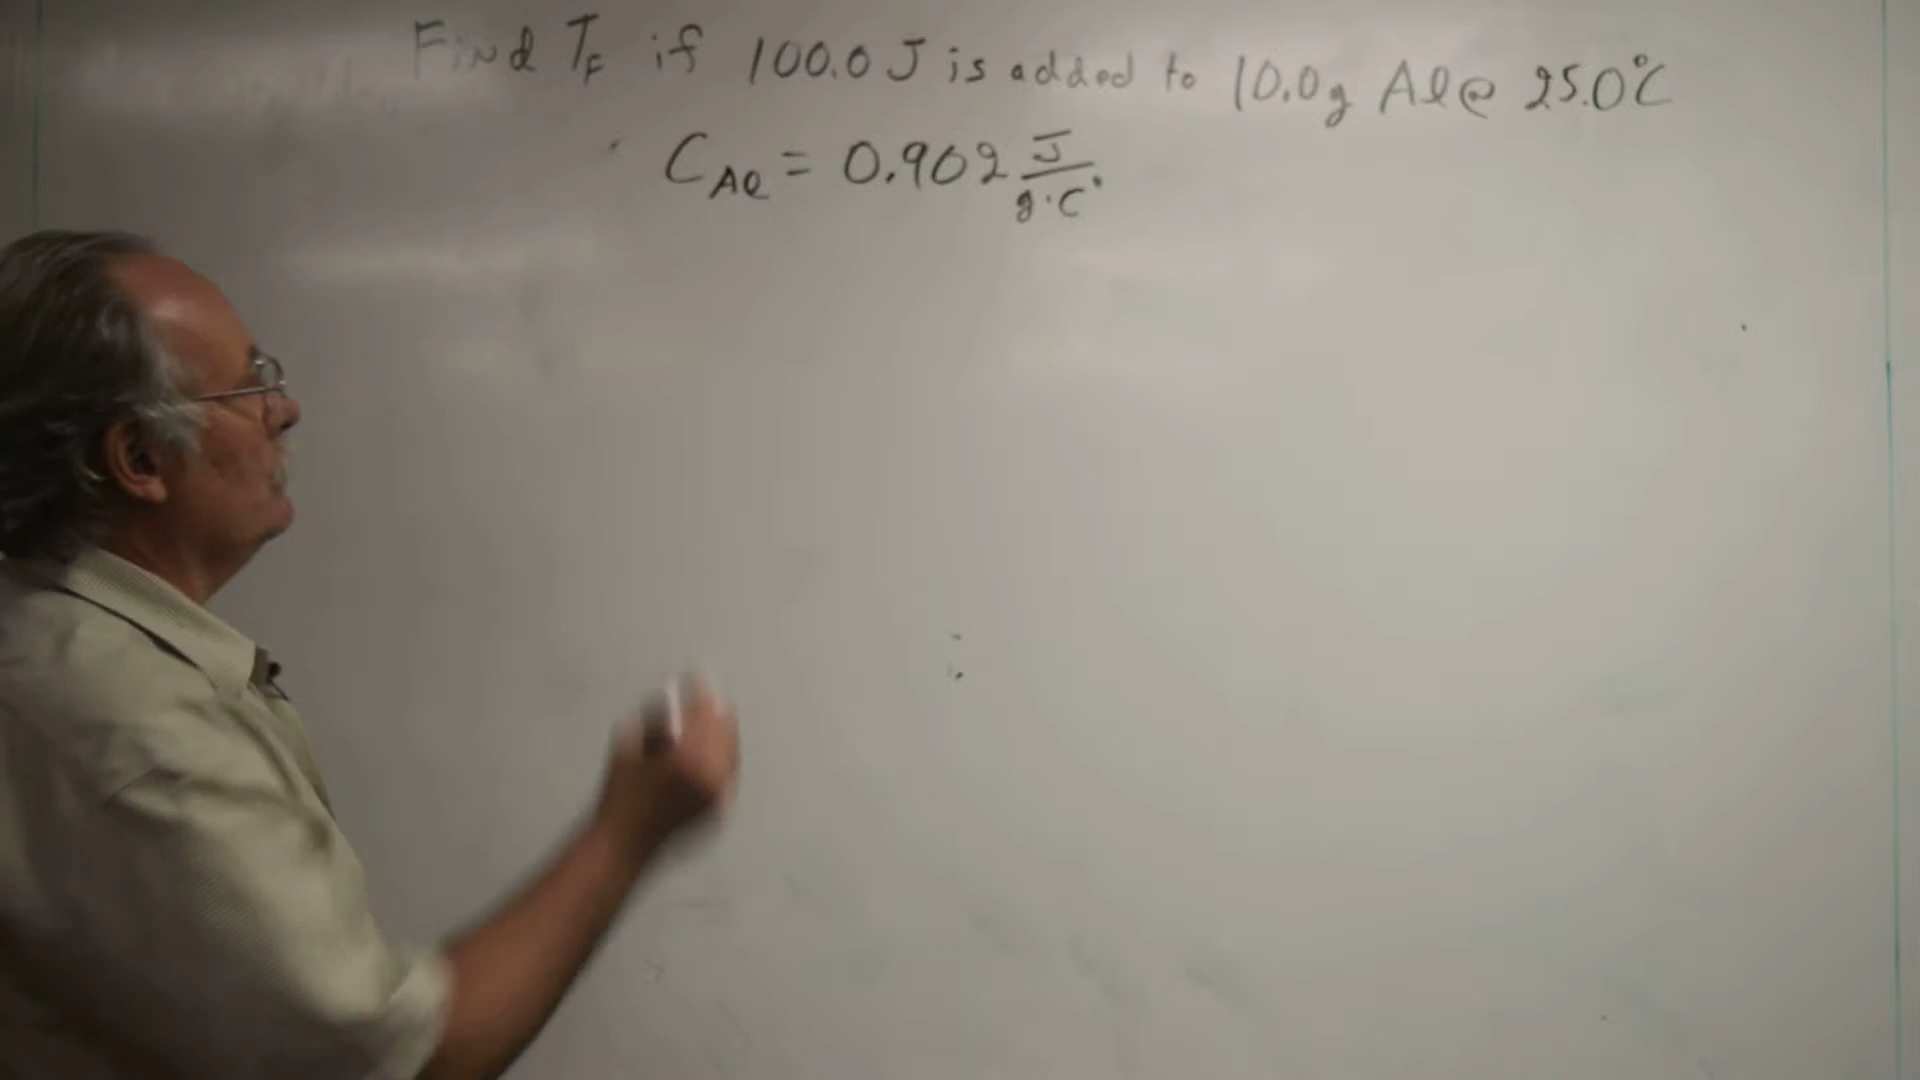 Find T_F if 100.0 J is added to 10.0g Al @ 25.0°C
C_Al = 0.902 J/g·C°